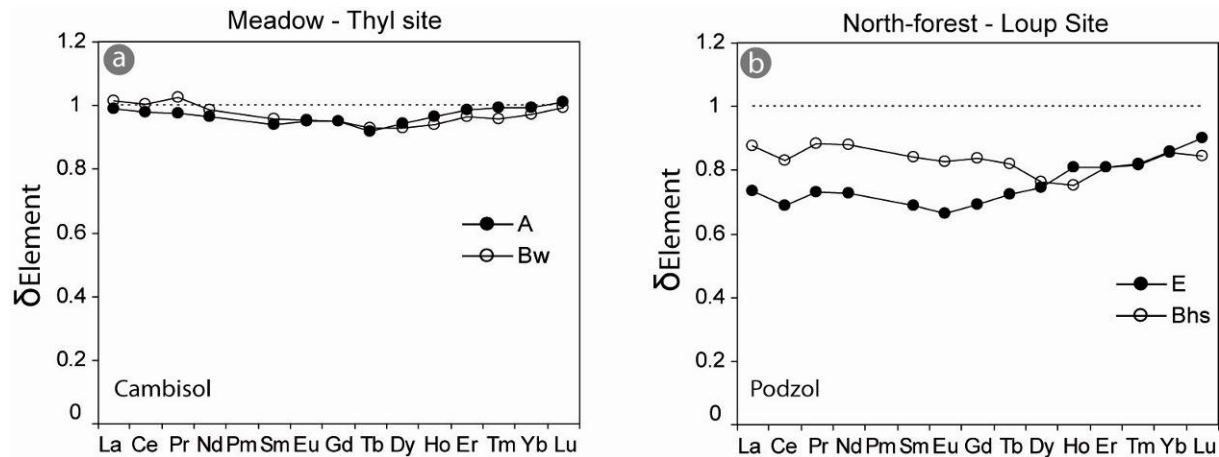 Meadow - Thyl site
a
1.2
1
0.8
0.6
0.4
0.2
0
δElement
A
Bw
Cambisol
La Ce Pr Nd Pm Sm Eu Gd Tb Dy Ho Er Tm Yb Lu
North-forest - Loup Site
b
1.2
1
0.8
0.6
0.4
0.2
0
δElement
E
Bhs
Podzol
La Ce Pr Nd Pm Sm Eu Gd Tb Dy Ho Er Tm Yb Lu